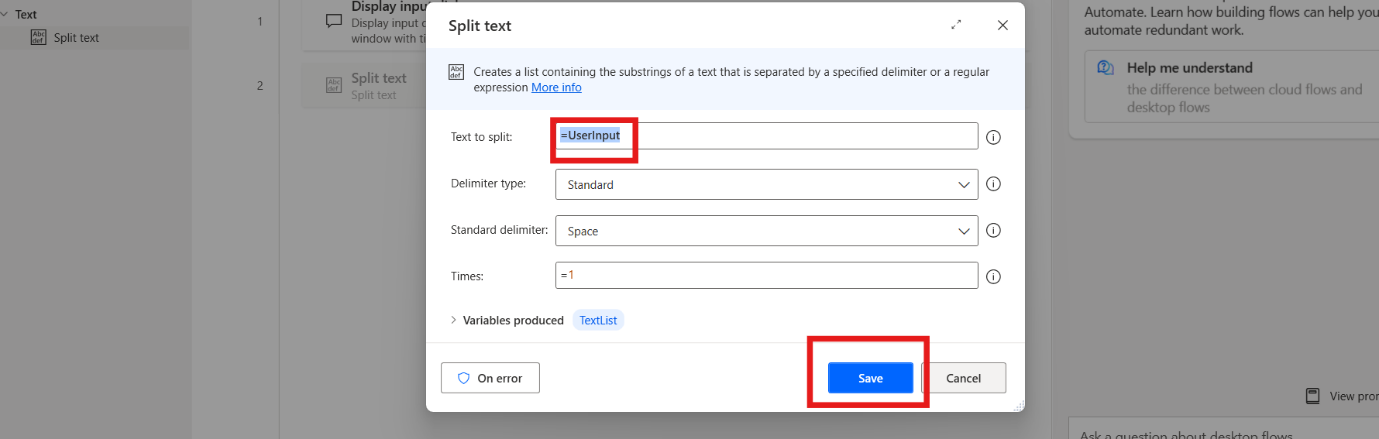 Text
Split text
1
Display input
Display input
window with ti
2
Split text
Split text
Split text
Abc
def
Creates a list containing the substrings of a text that is separated by a specified delimiter or a regular
expression More info
Text to split:
=UserInput
Delimiter type:
Standard
Standard delimiter:
Space
Times:
=1
Variables produced TextList
On error
Save
Cancel
Automate. Learn how building flows can help you
automate redundant work.
Help me understand
the difference between cloud flows and
desktop flows
View pro
Ask a question about desktop flows